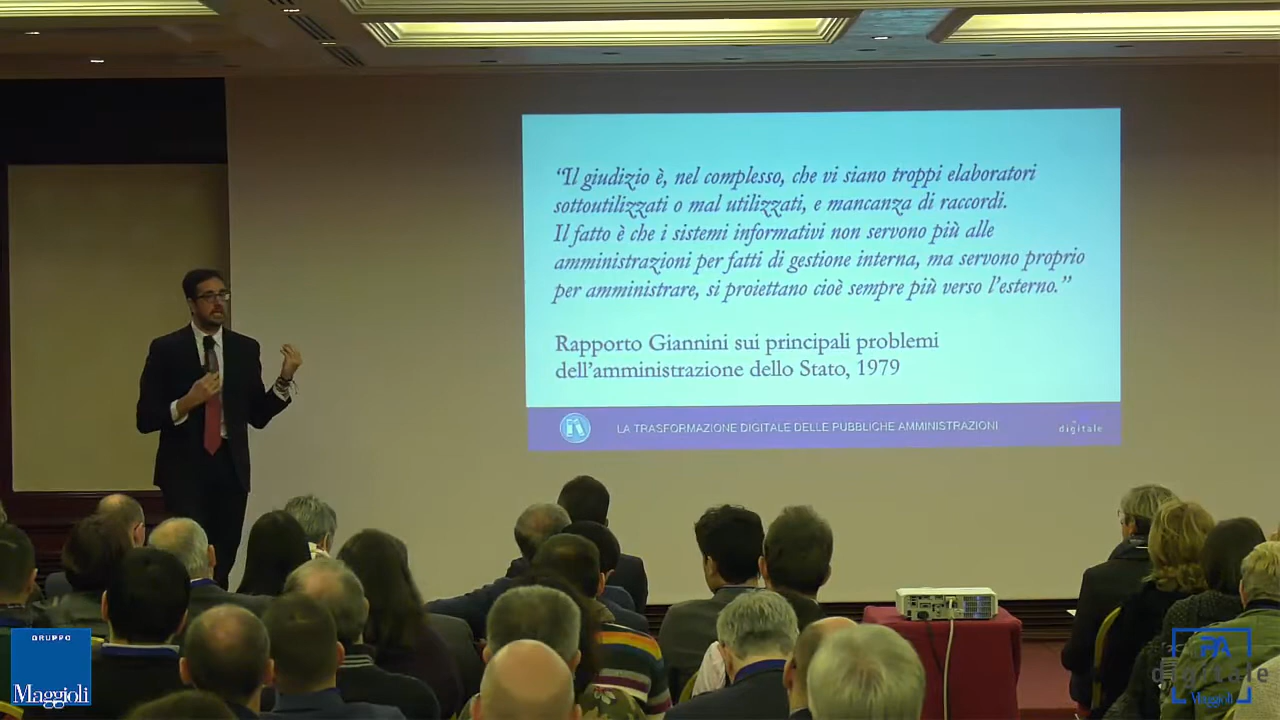 “Il giudizio è, nel complesso, che vi siano troppi elaboratori
sottoutilizzati o mal utilizzati, e mancanza di raccordi.
Il fatto è che i sistemi informativi non servono più alle
amministrazioni per fatti di gestione interna, ma servono proprio
per amministrare, si proiettano cioè sempre più verso l’esterno.”
Rapporto Giannini sui principali problemi
dell’amministrazione dello Stato, 1979
LA TRASFORMAZIONE DIGITALE DELLE PUBBLICHE AMMINISTRAZIONI
digitale
GRUPPO
Maggioli
PA
digitale
Maggioli